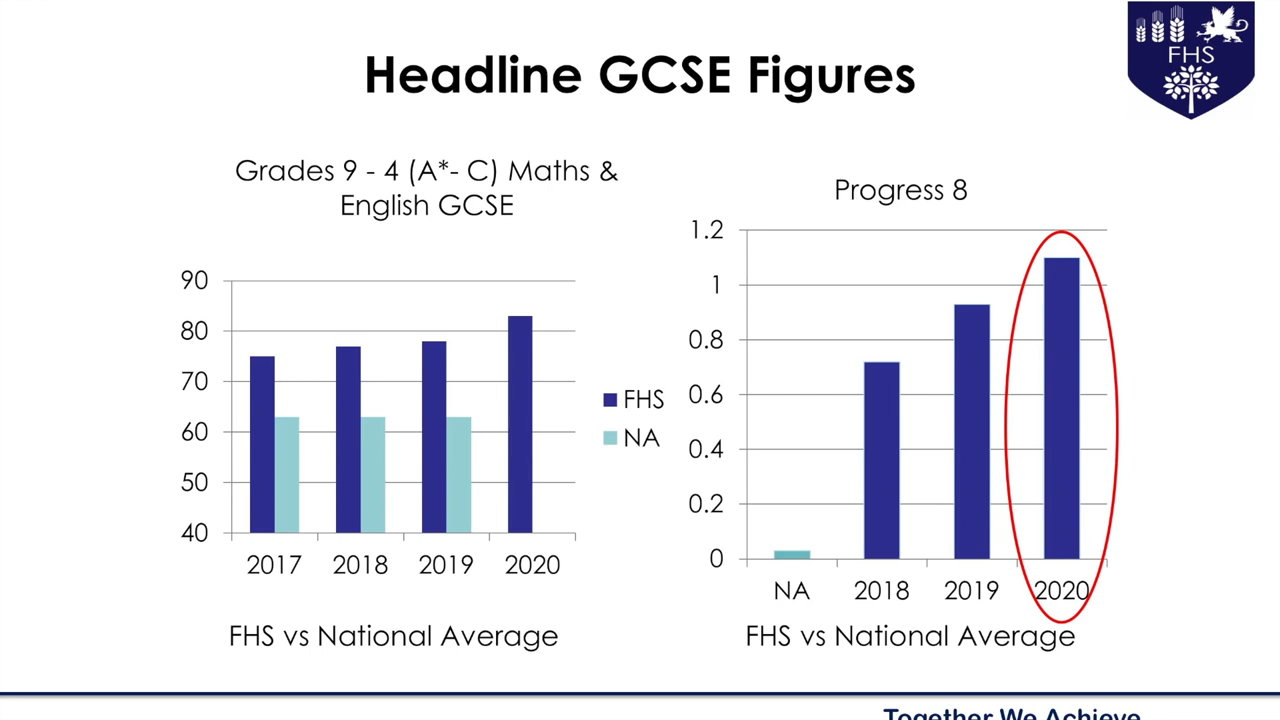 FHS
Headline GCSE Figures
Grades 9 - 4 (A*- C) Maths &
English GCSE
90
80
70
60
50
40
2017 2018 2019 2020
FHS vs National Average
FHS
NA
Progress 8
1.2
1
0.8
0.6
0.4
0.2
0
NA 2018 2019 2020
FHS vs National Average
Together We Achieve